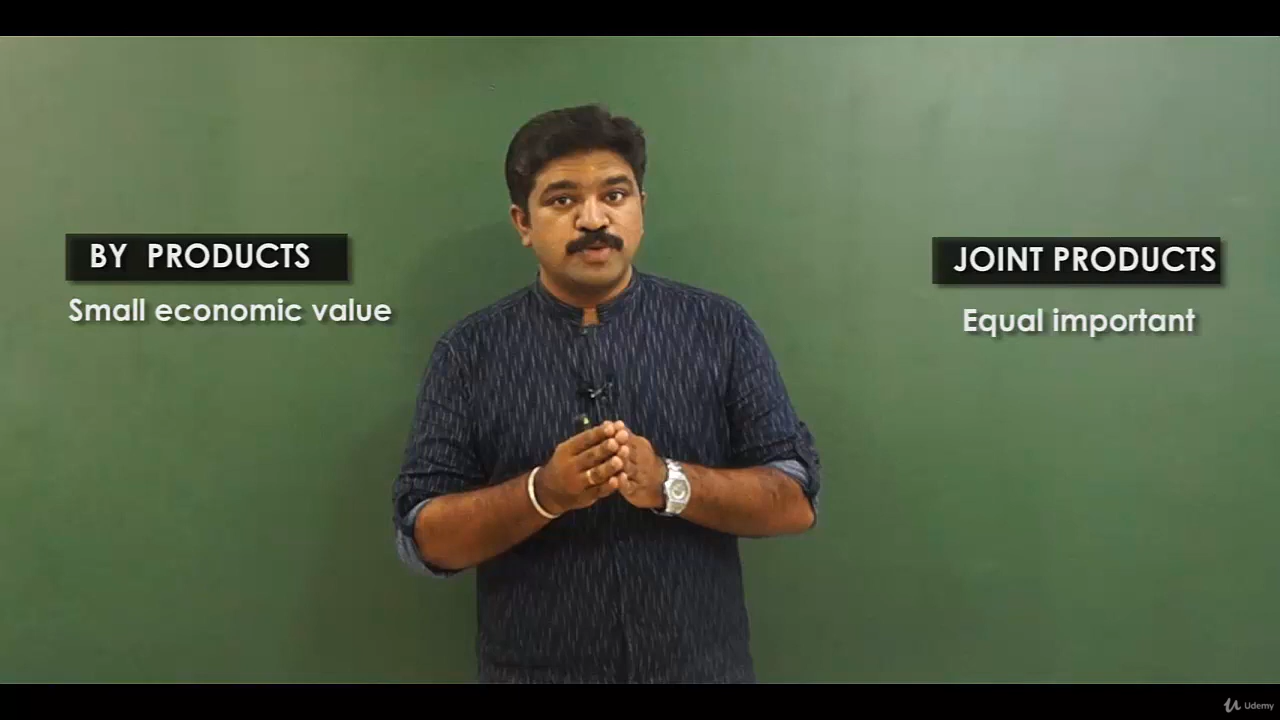 BY PRODUCTS
Small economic value
JOINT PRODUCTS
Equal important
Udemy